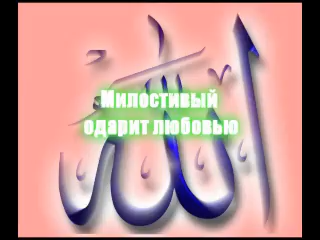 الله
Милостивый
одарит любовью